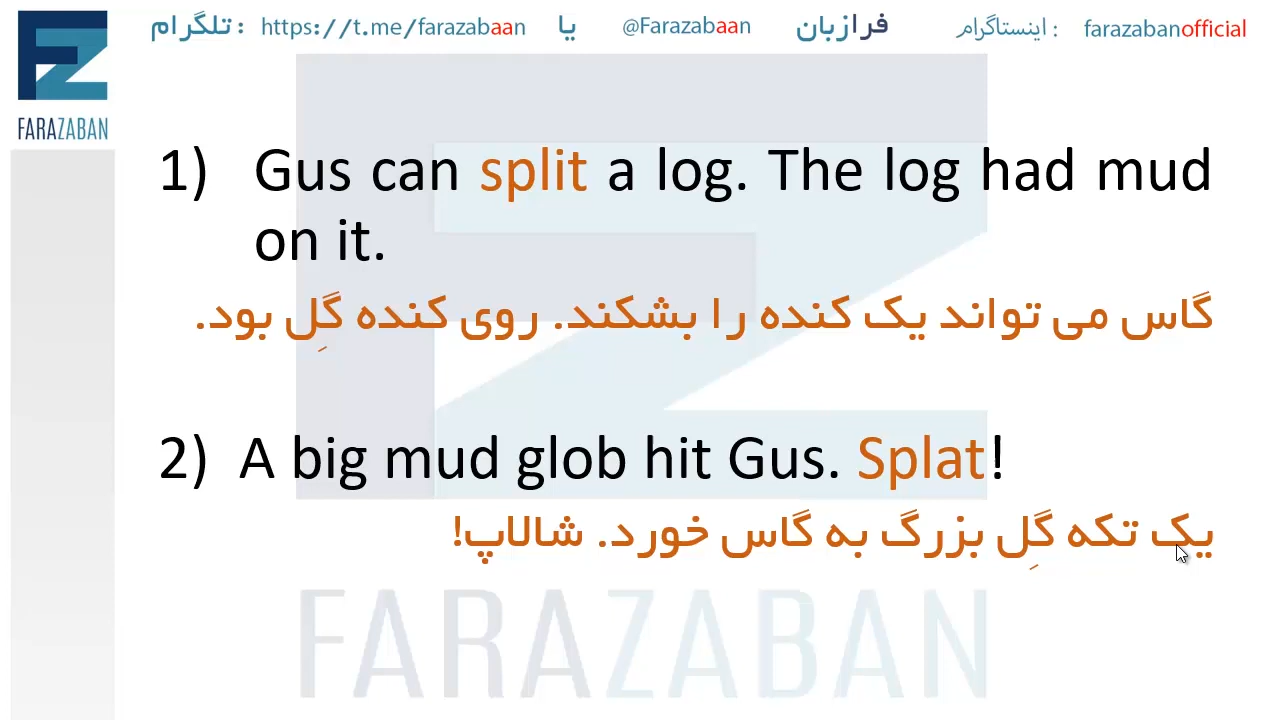 تلگرام : https://t.me/farazabaan یا @Farazabaan فرازبان اینستاگرام : farazabanofficial
FARAZABAN
1) Gus can split a log. The log had mud
on it.
گاس می تواند یک کنده را بشکند. روی کنده گِل بود.
2) A big mud glob hit Gus. Splat!
یک تکه گِل بزرگ به گاس خورد. شالاپ!
FARAZABAN